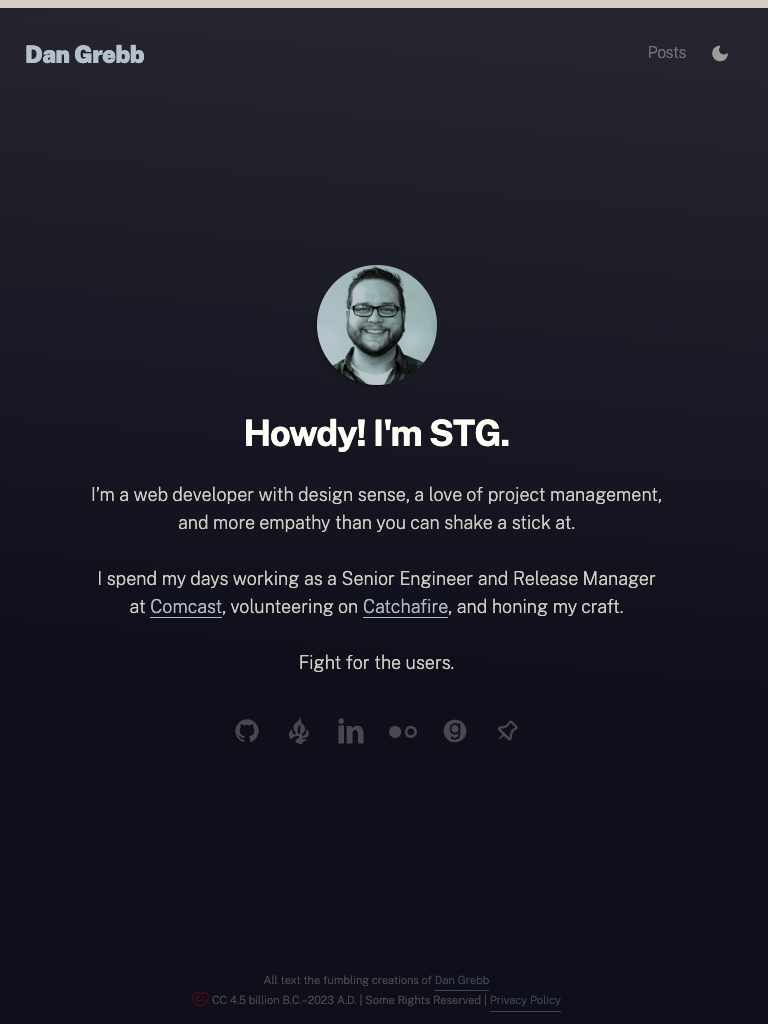 Dan Grebb
Posts
Howdy! I'm STG.
I’m a web developer with design sense, a love of project management,
and more empathy than you can shake a stick at.
I spend my days working as a Senior Engineer and Release Manager
at Comcast, volunteering on Catchafire, and honing my craft.
Fight for the users.
All text the fumbling creations of Dan Grebb
CC 4.5 billion B.C.–2023 A.D. | Some Rights Reserved | Privacy Policy